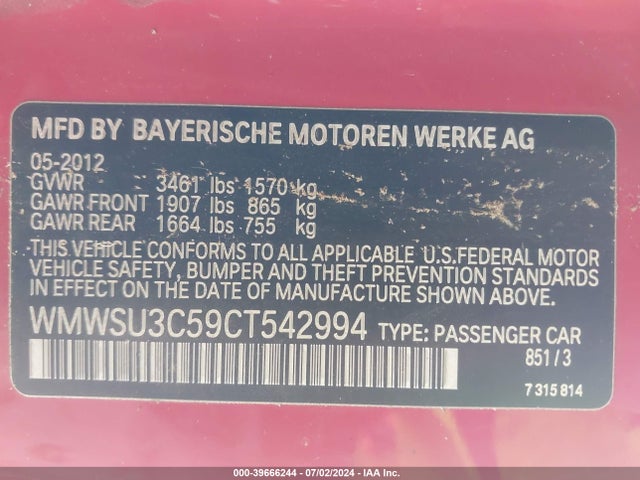 MFD BY BAYERISCHE MOTOREN WERKE AG
05-2012
GVWR 3461 lbs 1570 kg
GAWR FRONT 1907 lbs 865 kg
GAWR REAR 1664 lbs 755 kg
THIS VEHICLE CONFORMS TO ALL APPLICABLE U.S.FEDERAL MOTOR
VEHICLE SAFETY, BUMPER AND THEFT PREVENTION STANDARDS
IN EFFECT ON THE DATE OF MANUFACTURE SHOWN ABOVE.
WMWSU3C59CT542994 TYPE: PASSENGER CAR
851 / 3
7 315 814
000-39666244 - 07/02/2024 - IAA Inc.